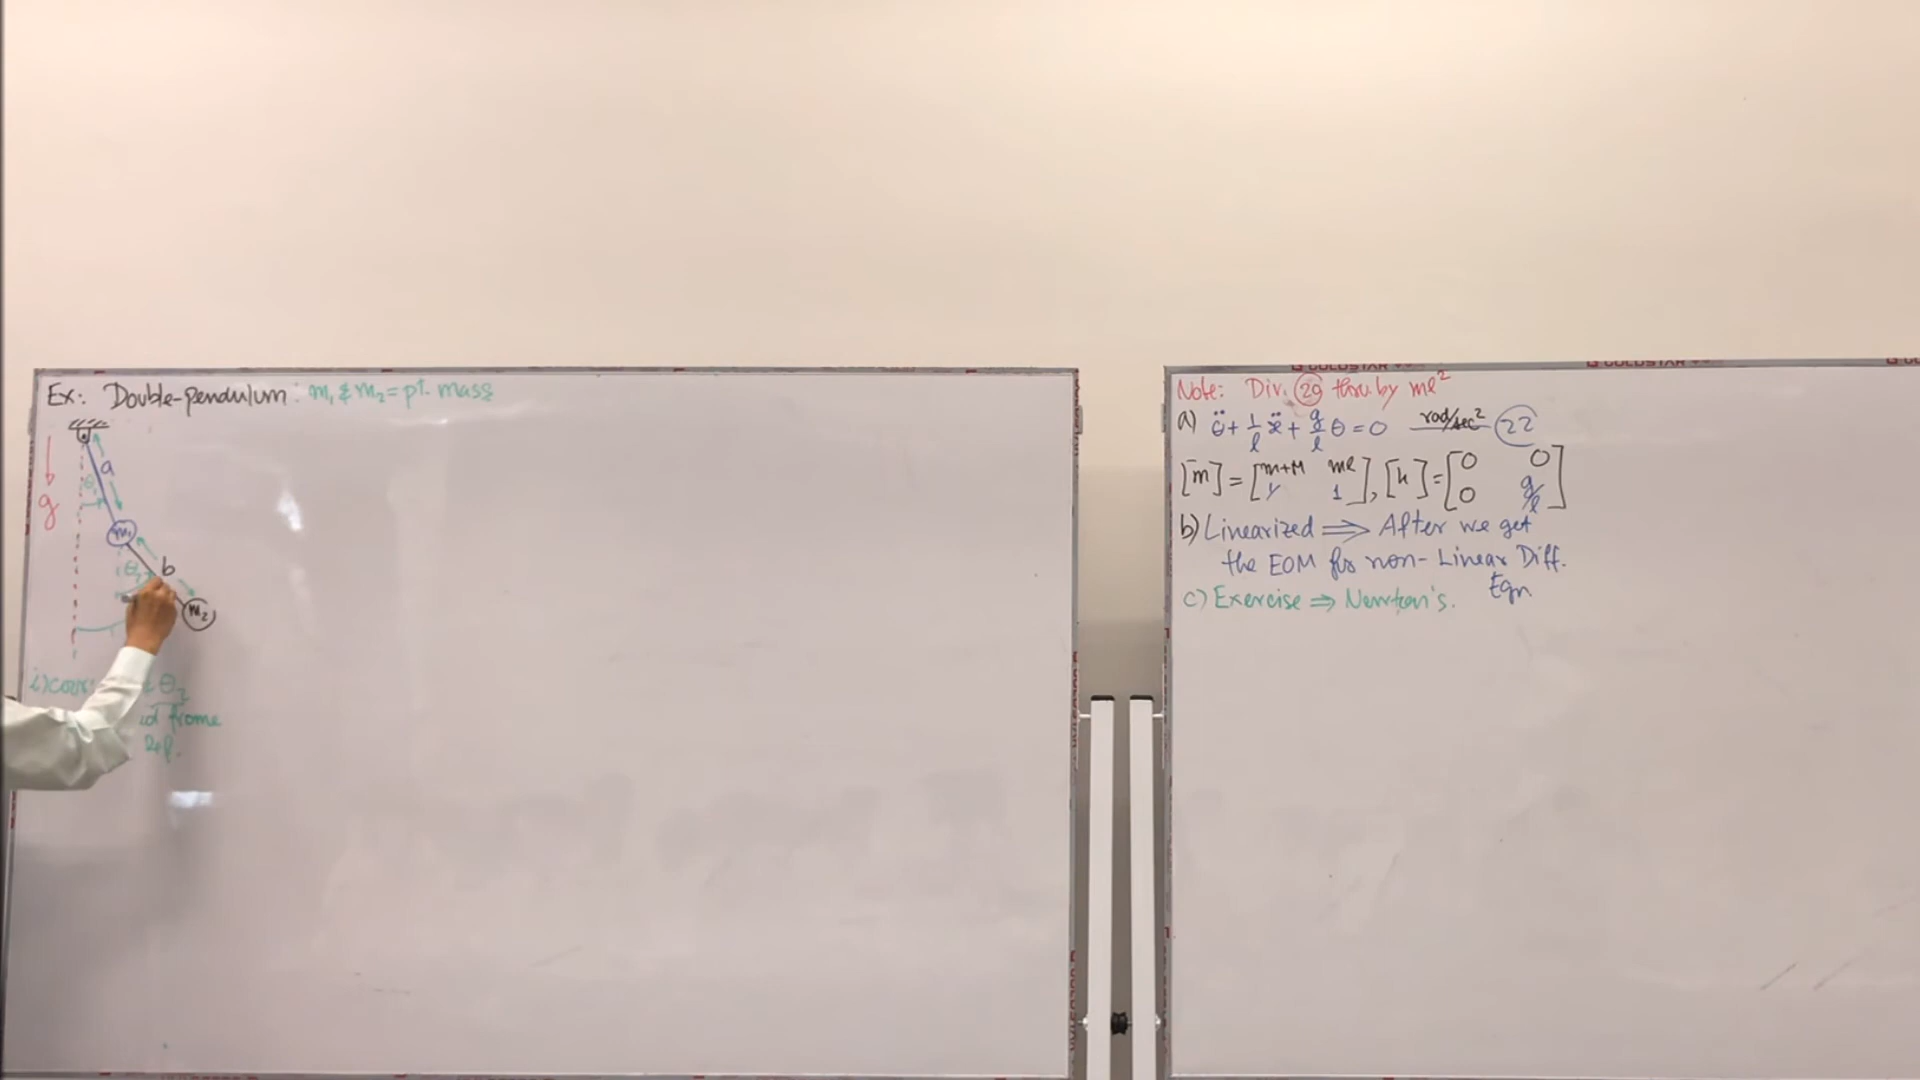 Ex: Double-pendulum: m₁ & m₂ = pt. mass
a
g
m₁
b
m₂
θ₂
frame
Note: Div. (29) thru. by ml²
a) θ̈ + 1/l ẍ + g/l θ = 0 rad/sec² (22)
[m] = [m+M ml
1], [k] = [0 0
0 g/l]
b) Linearized ⟹ After we get
the EOM for non-Linear Diff.
Eqn
c) Exercise ⇒ Newton's.